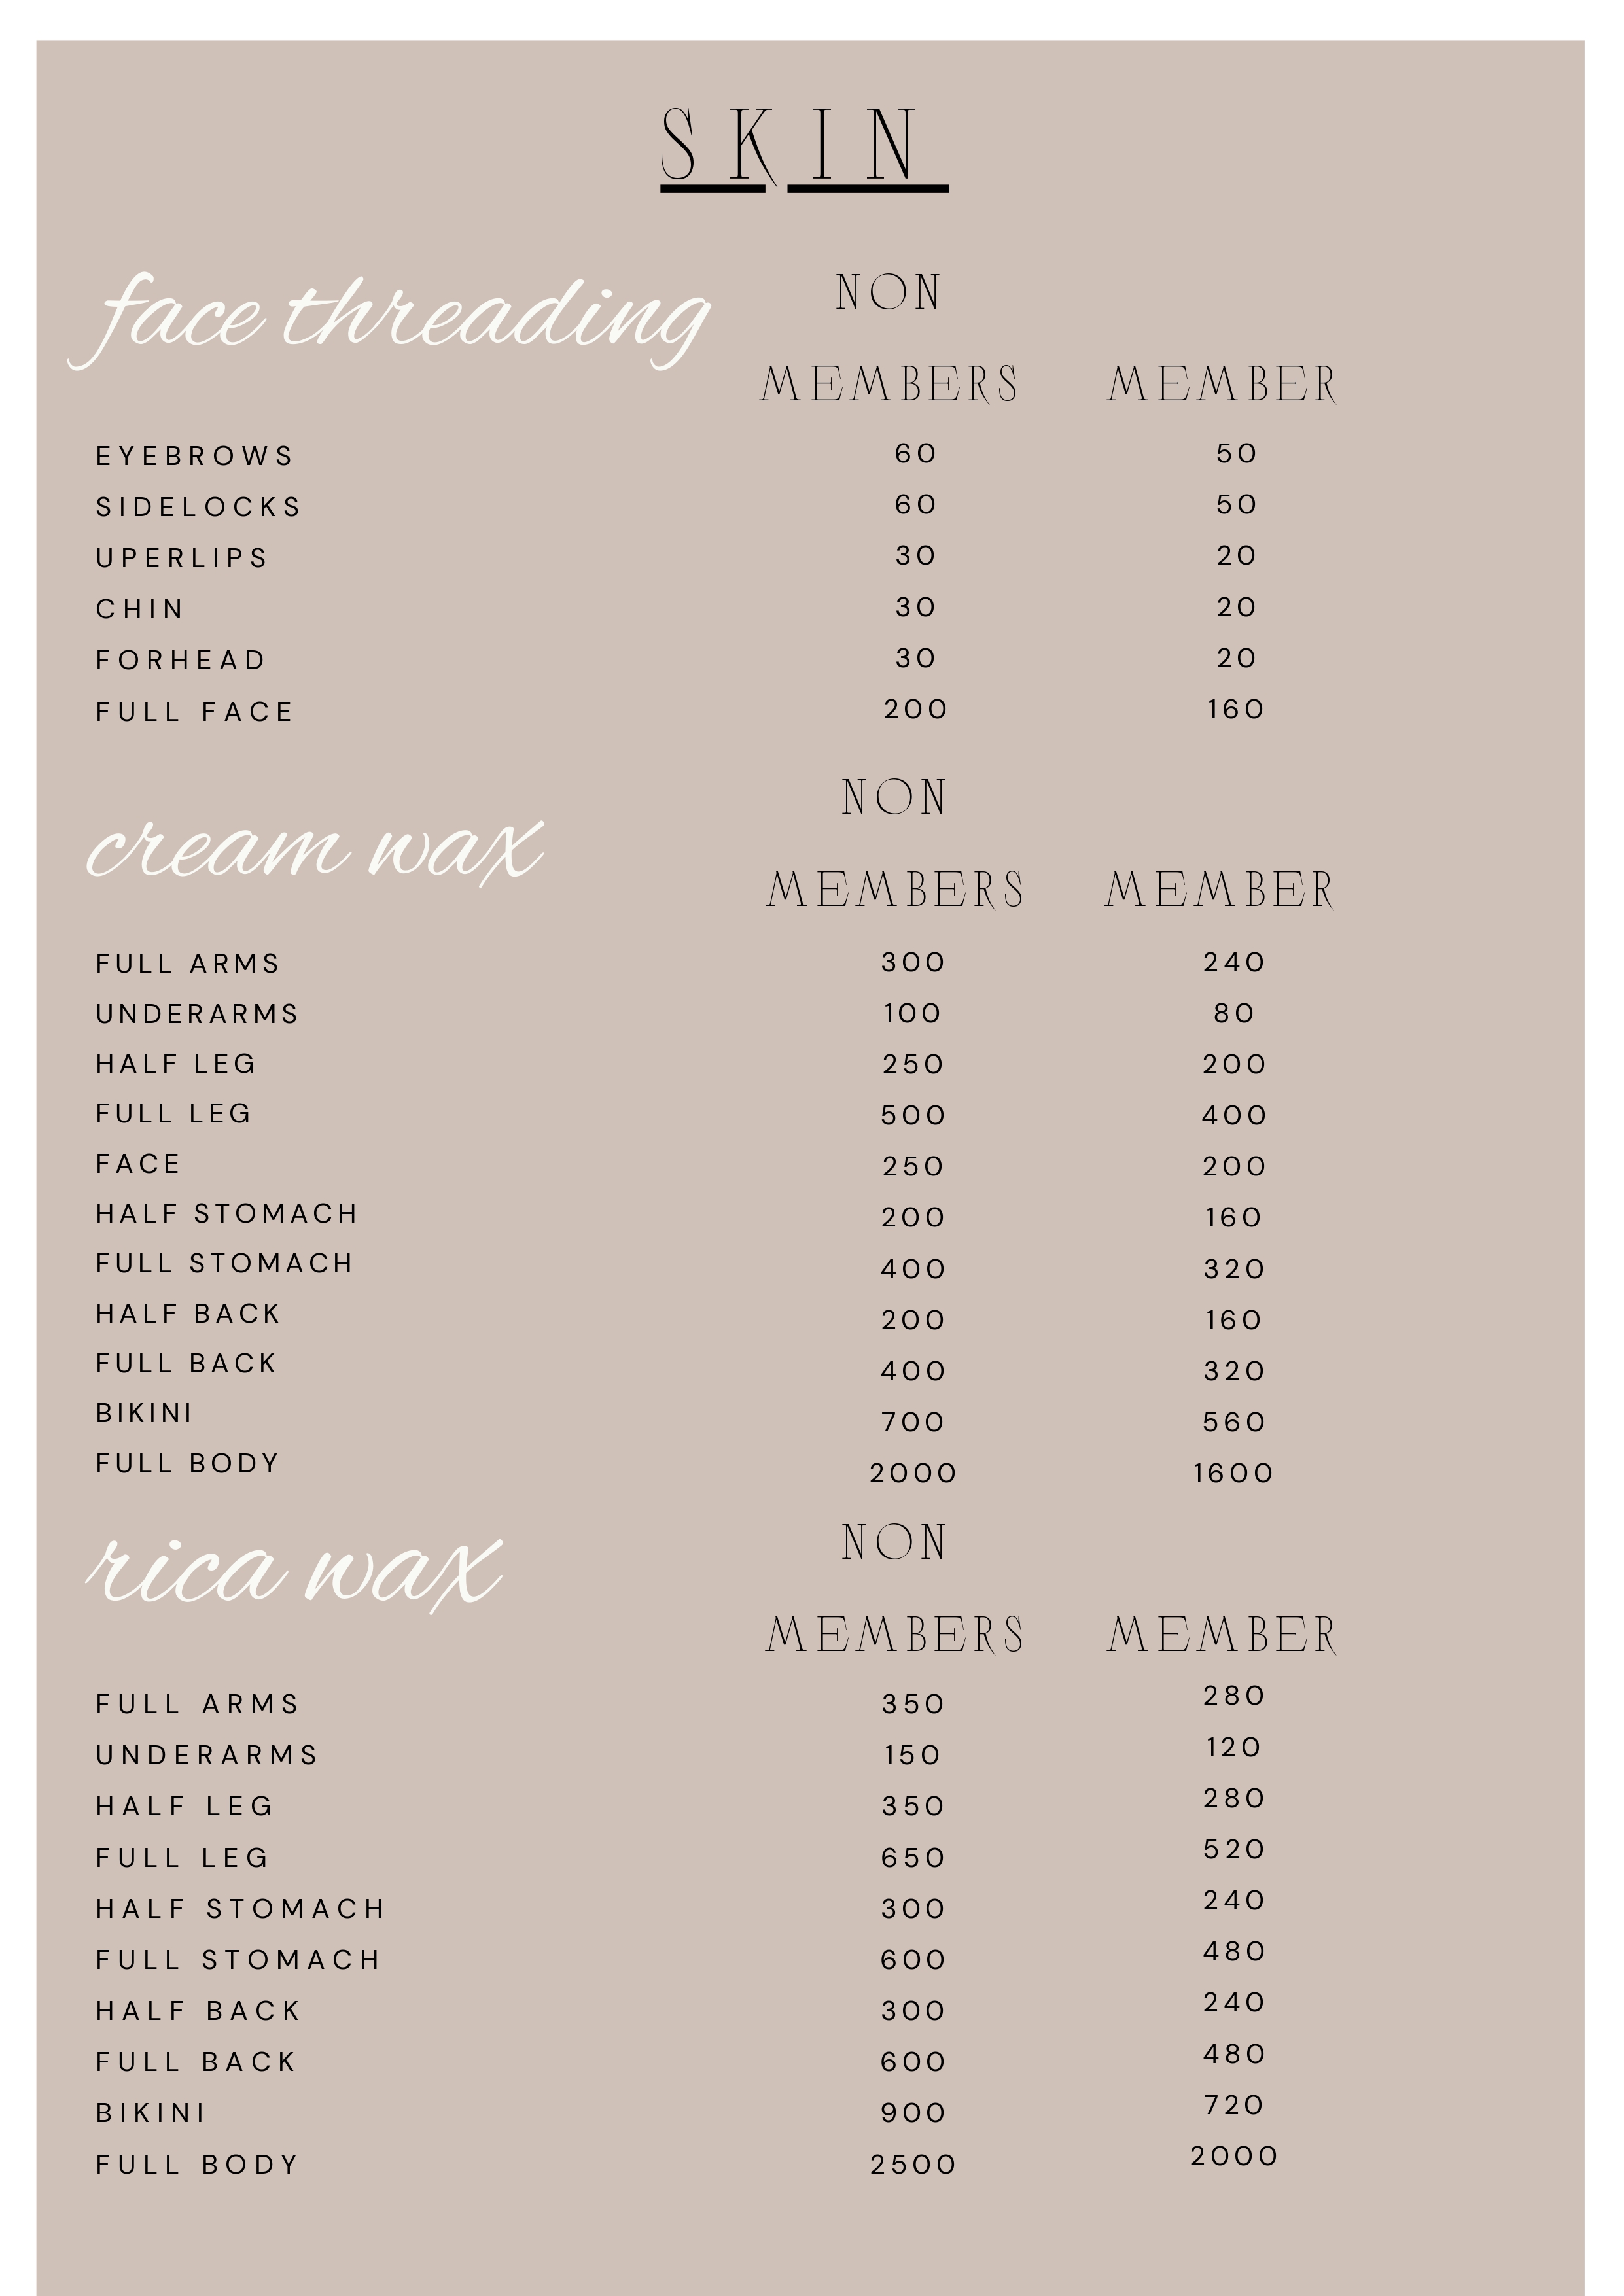 SKIN
face threading
NON
MEMBERS MEMBER
EYEBROWS 60 50
SIDELOCKS 60 50
UPERLIPS 30 20
CHIN 30 20
FORHEAD 30 20
FULL FACE 200 160
cream wax
NON
MEMBERS MEMBER
FULL ARMS 300 240
UNDERARMS 100 80
HALF LEG 250 200
FULL LEG 500 400
FACE 250 200
HALF STOMACH 200 160
FULL STOMACH 400 320
HALF BACK 200 160
FULL BACK 400 320
BIKINI 700 560
FULL BODY 2000 1600
rica wax
NON
MEMBERS MEMBER
FULL ARMS 350 280
UNDERARMS 150 120
HALF LEG 350 280
FULL LEG 650 520
HALF STOMACH 300 240
FULL STOMACH 600 480
HALF BACK 300 240
FULL BACK 600 480
BIKINI 900 720
FULL BODY 2500 2000